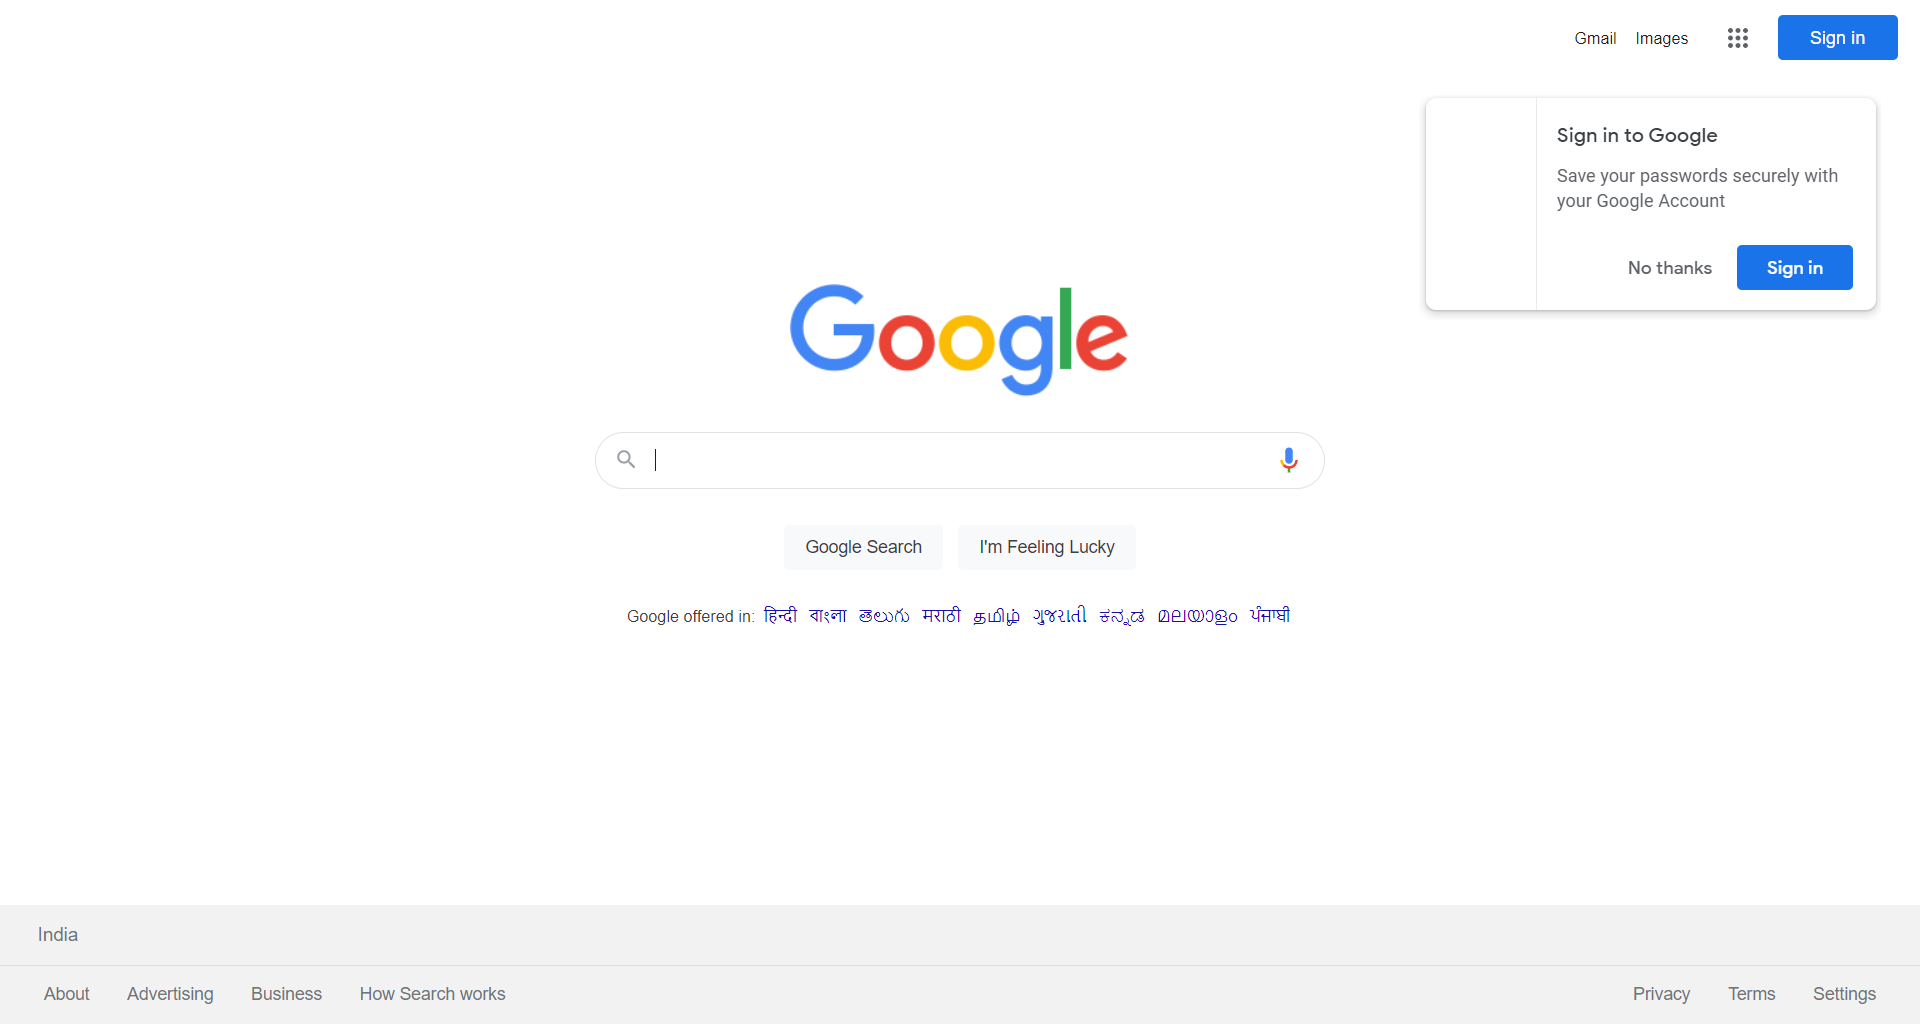 Gmail Images Sign in
Sign in to Google
Save your passwords securely with
your Google Account
No thanks Sign in
Google
Google Search I'm Feeling Lucky
Google offered in: हिन्दी বাংলা తెలుగు मराठी தமிழ் ગુજરાતી ಕನ್ನಡ മലയാളം ਪੰਜਾਬੀ
India
About Advertising Business How Search works Privacy Terms Settings